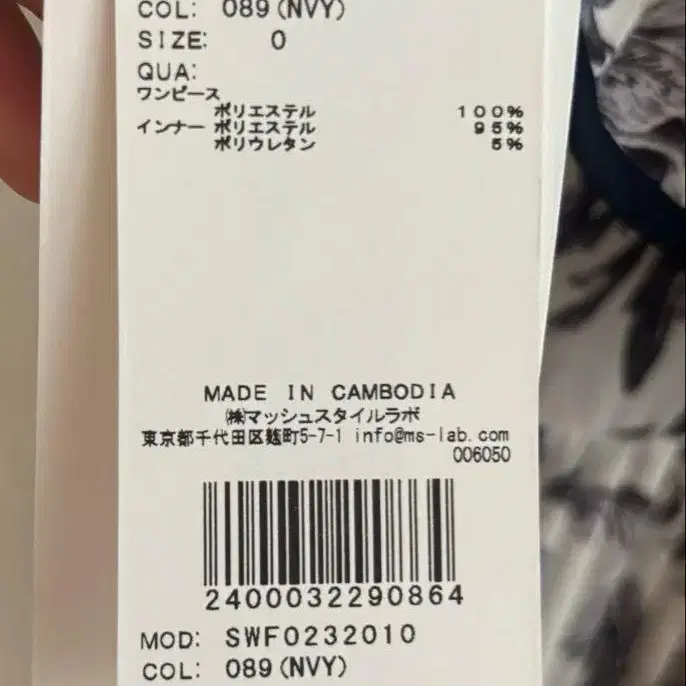 COL: 089(NVY)
SIZE: 0
QUA:
ワンピース
ポリエステル 100%
インナー ポリエステル 95%
ポリウレタン 5%
MADE IN CAMBODIA
㈱マッシュスタイルラボ
東京都千代田区麹町5-7-1 info@ms-lab.com
006050
2400032290864
MOD: SWF0232010
COL: 089(NVY)